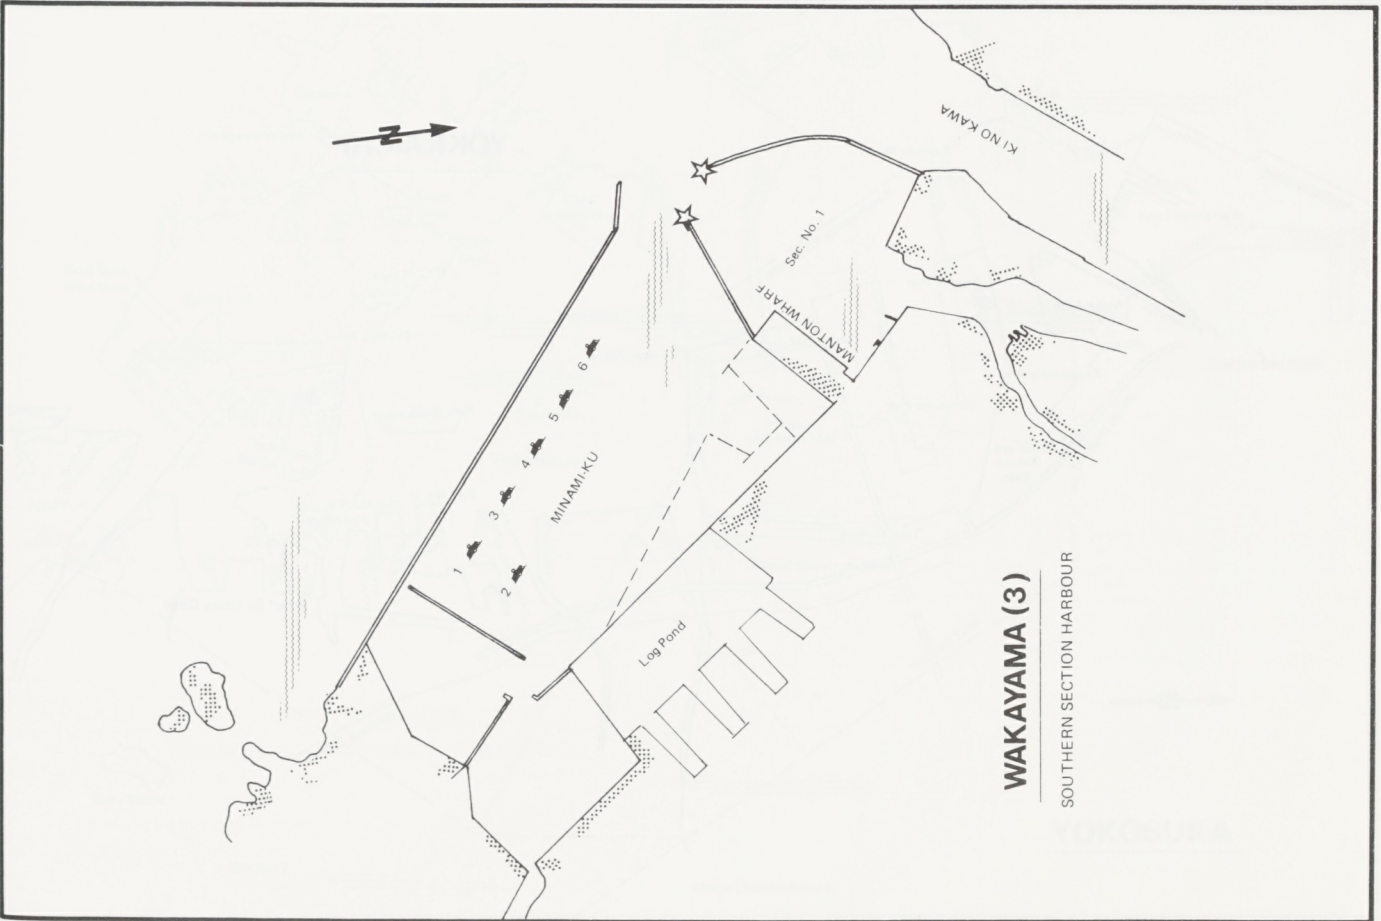 N
KI NO KAWA
Sec. No. 1
MANTON WHARF
6
5
4
3
1
2
MINAMI-KU
Log Pond
WAKAYAMA (3)
SOUTHERN SECTION HARBOUR
YOKOSUKA